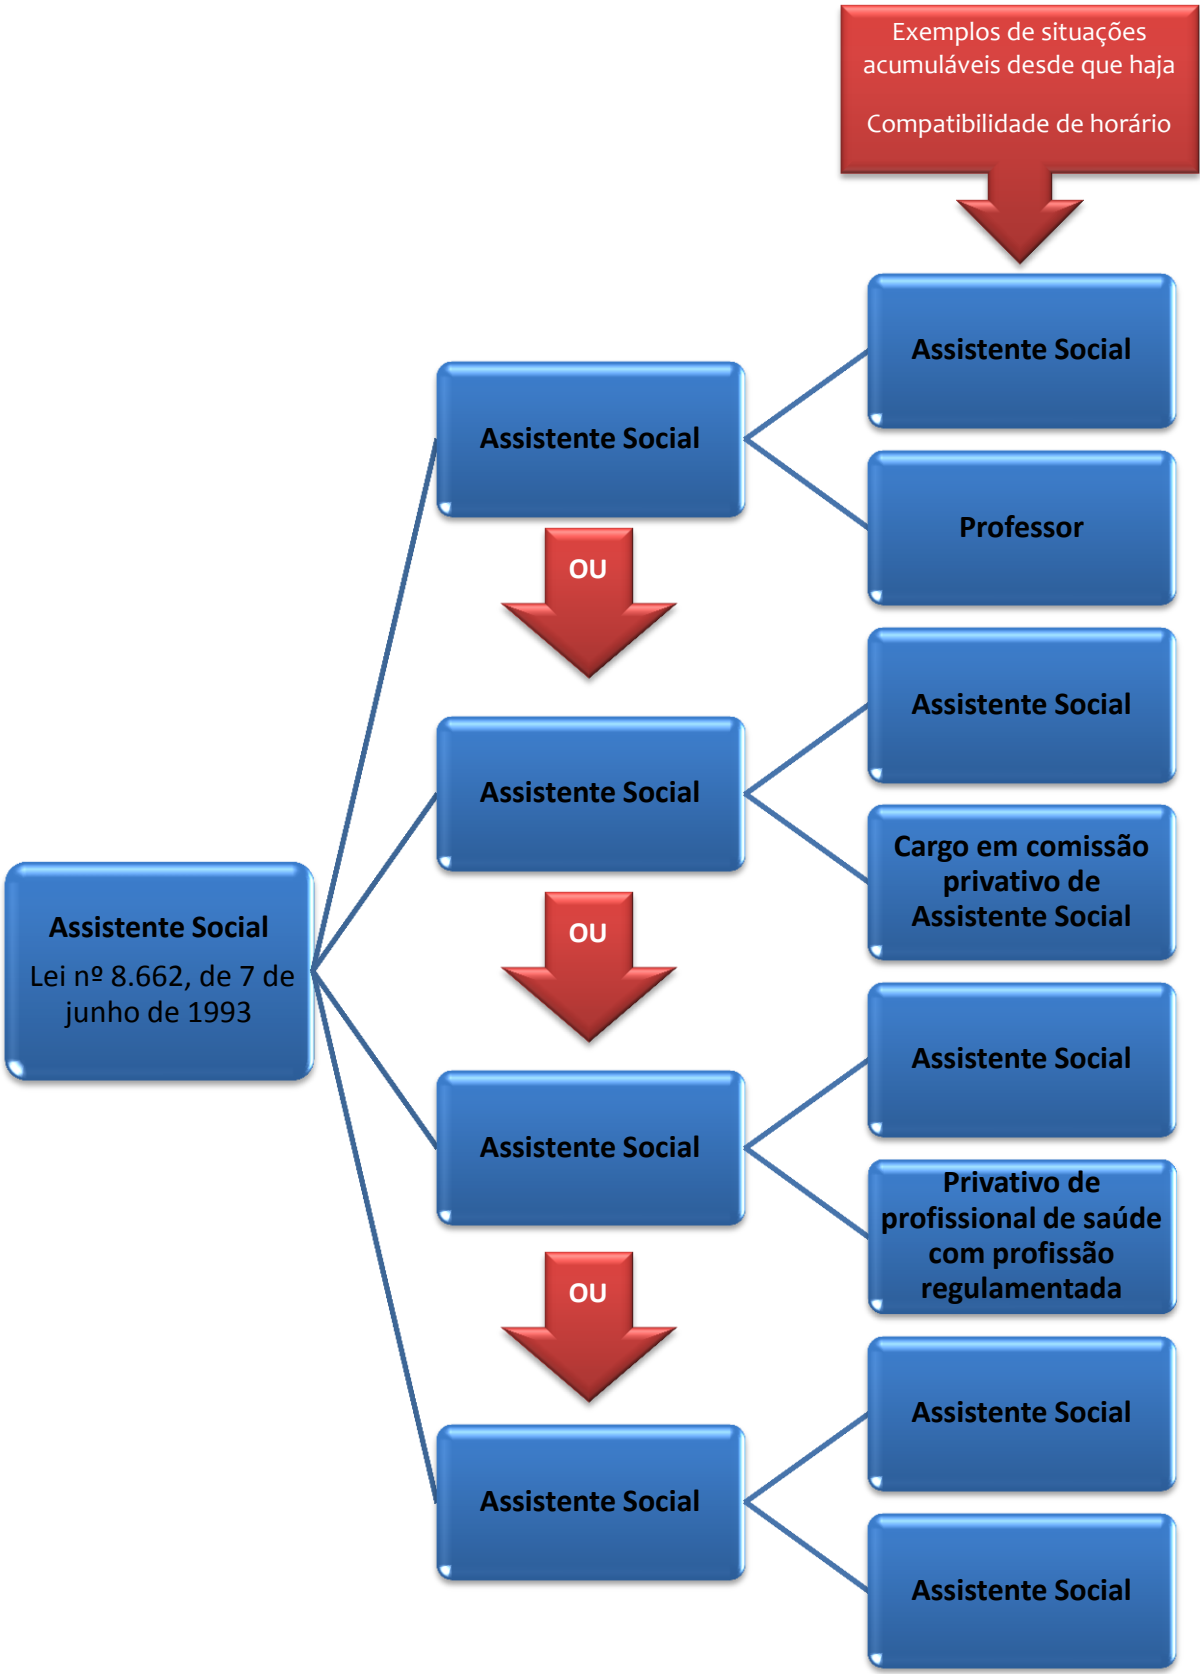 Exemplos de situações
acumuláveis desde que haja
Compatibilidade de horário
Assistente Social
Lei nº 8.662, de 7 de
junho de 1993
Assistente Social
Assistente Social
Professor
OU
Assistente Social
Assistente Social
Cargo em comissão
privativo de
Assistente Social
OU
Assistente Social
Assistente Social
Privativo de
profissional de saúde
com profissão
regulamentada
OU
Assistente Social
Assistente Social
Assistente Social